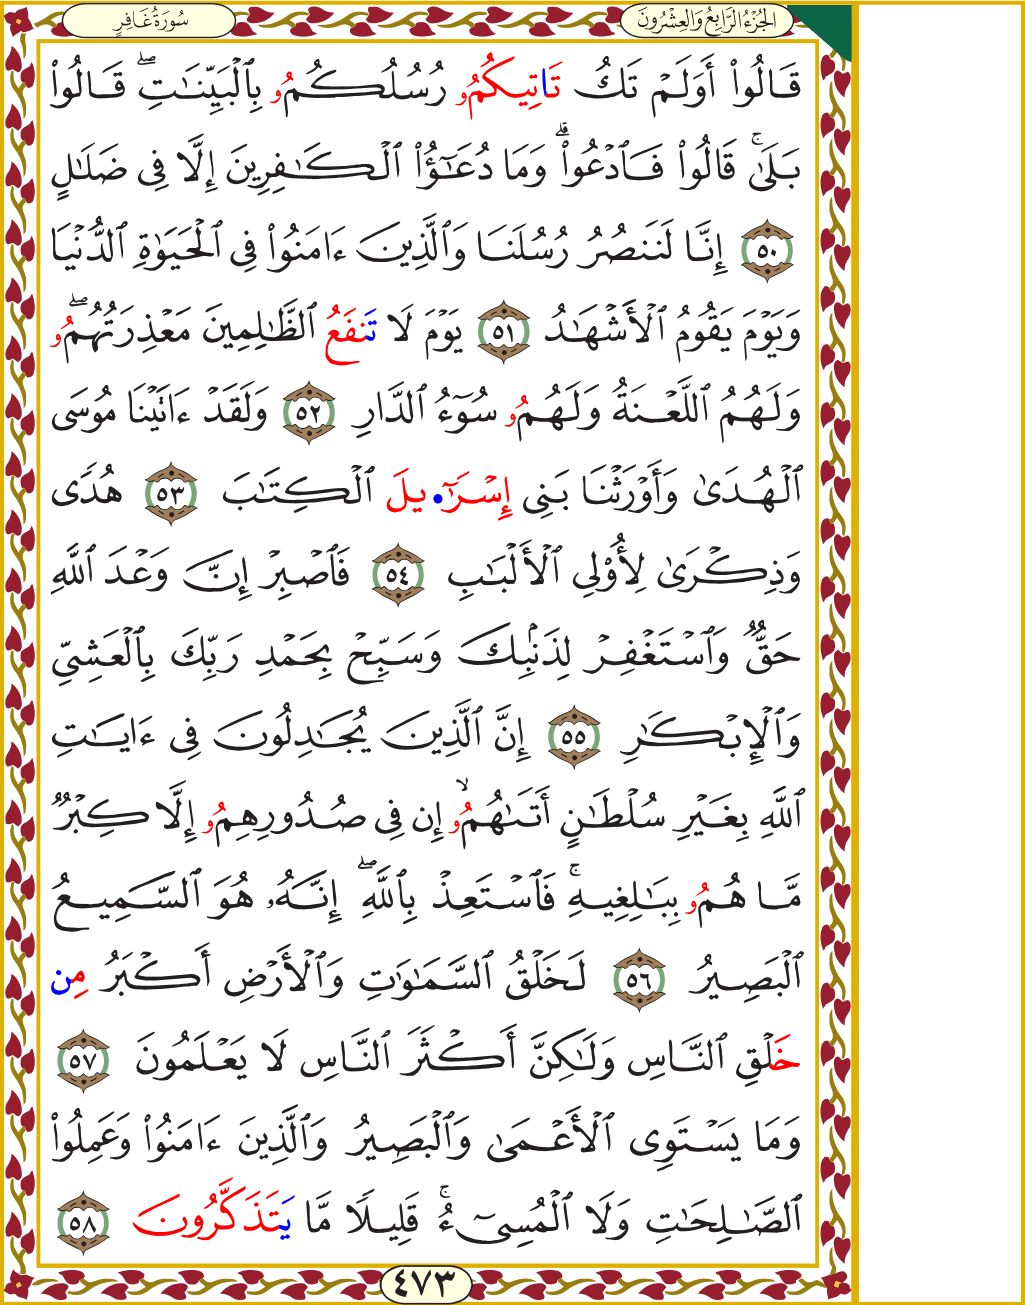 سُورَةُ غَافِرٍ
الجُزْءُ الرَّابِعُ وَالعِشْرُونَ
قَالُوا۟ أَوَلَمْ تَكُ تَاتِيكُمُۥ رُسُلُكُمُۥ بِٱلْبَيِّنَـٰتِ ۖ قَالُوا۟
بَلَىٰ ۚ قَالُوا۟ فَٱدْعُوا۟ ۗ وَمَا دُعَـٰٓؤُا۟ ٱلْكَـٰفِرِينَ إِلَّا فِى ضَلَـٰلٍ
٥٠ إِنَّا لَنَنصُرُ رُسُلَنَا وَٱلَّذِينَ ءَامَنُوا۟ فِى ٱلْحَيَوٰةِ ٱلدُّنْيَا
وَيَوْمَ يَقُومُ ٱلْأَشْهَـٰدُ ٥١ يَوْمَ لَا تَنفَعُ ٱلظَّـٰلِمِينَ مَعْذِرَتُهُمُۥ ۖ
وَلَهُمُ ٱللَّعْنَةُ وَلَهُمُۥ سُوٓءُ ٱلدَّارِ ٥٢ وَلَقَدْ ءَاتَيْنَا مُوسَى
ٱلْهُدَىٰ وَأَوْرَثْنَا بَنِى إِسْرَٰٓ•يلَ ٱلْكِتَـٰبَ ٥٣ هُدًى
وَذِكْرَىٰ لِأُو۟لِى ٱلْأَلْبَـٰبِ ٥٤ فَٱصْبِرْ إِنَّ وَعْدَ ٱللَّهِ
حَقٌّ وَٱسْتَغْفِرْ لِذَنۢبِكَ وَسَبِّحْ بِحَمْدِ رَبِّكَ بِٱلْعَشِىِّ
وَٱلْإِبْكَـٰرِ ٥٥ إِنَّ ٱلَّذِينَ يُجَـٰدِلُونَ فِى ءَايَـٰتِ
ٱللَّهِ بِغَيْرِ سُلْطَـٰنٍ أَتَىٰهُمُۥ ۙ إِن فِى صُدُورِهِمُۥ إِلَّا كِبْرٌ
مَّا هُمُۥ بِبَـٰلِغِيهِ ۚ فَٱسْتَعِذْ بِٱللَّهِ ۖ إِنَّهُۥ هُوَ ٱلسَّمِيعُ
ٱلْبَصِيرُ ٥٦ لَخَلْقُ ٱلسَّمَـٰوَٰتِ وَٱلْأَرْضِ أَكْبَرُ مِن
خَلْقِ ٱلنَّاسِ وَلَـٰكِنَّ أَكْثَرَ ٱلنَّاسِ لَا يَعْلَمُونَ ٥٧
وَمَا يَسْتَوِى ٱلْأَعْمَىٰ وَٱلْبَصِيرُ وَٱلَّذِينَ ءَامَنُوا۟ وَعَمِلُوا۟
ٱلصَّـٰلِحَـٰتِ وَلَا ٱلْمُسِىٓءُ ۚ قَلِيلًا مَّا يَتَذَكَّرُونَ ٥٨
٤٧٣